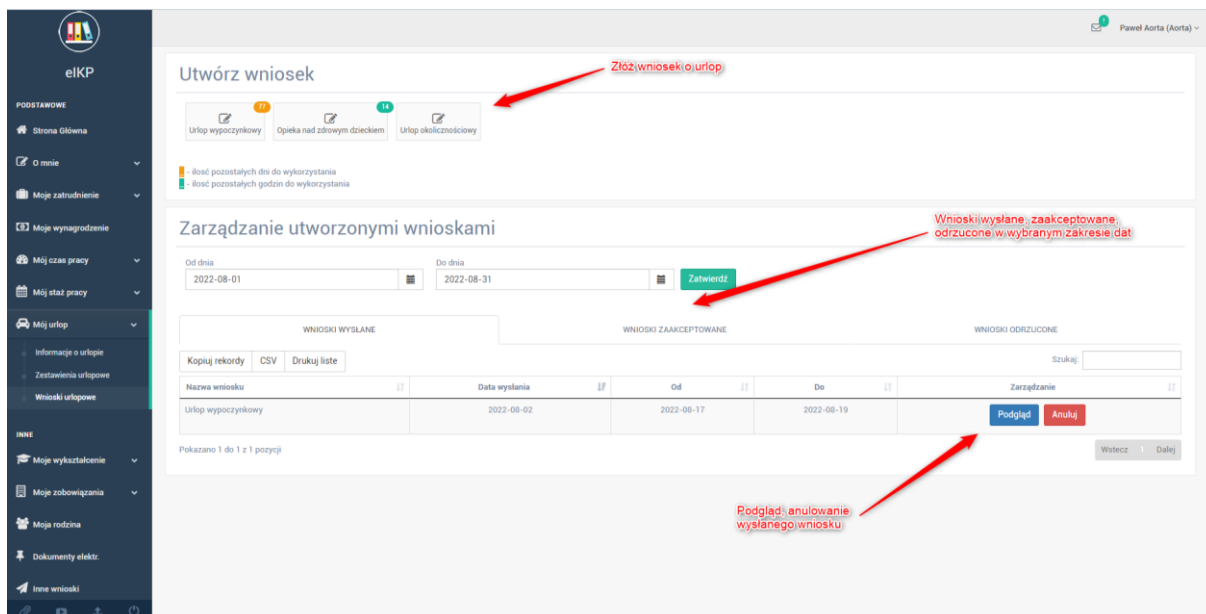 eIKP
PODSTAWOWE
Strona Główna
O mnie
Moje zatrudnienie
Moje wynagrodzenie
Mój czas pracy
Mój staż pracy
Mój urlop
Informacje o urlopie
Zestawienia urlopowe
Wnioski urlopowe
INNE
Moje wykształcenie
Moje zobowiązania
Moja rodzina
Dokumenty elektr.
Inne wnioski
1
Paweł Aorta (Aorta)
Utwórz wniosek
Złóż wniosek o urlop
77
14
Urlop wypoczynkowy
Opieka nad zdrowym dzieckiem
Urlop okolicznościowy
- ilosć pozostałych dni do wykorzystania
- ilosć pozostałych godzin do wykorzystania
Zarządzanie utworzonymi wnioskami
Wnioski wysłane, zaakceptowane,
odrzucone w wybranym zakresie dat
Od dnia
Do dnia
2022-08-01
2022-08-31
Zatwierdź
WNIOSKI WYSŁANE
WNIOSKI ZAAKCEPTOWANE
WNIOSKI ODRZUCONE
Kopiuj rekordy CSV Drukuj liste
Szukaj:
Nazwa wniosku Data wysłania Od Do Zarządzanie
Urlop wypoczynkowy 2022-08-02 2022-08-17 2022-08-19 Podgląd Anuluj
Pokazano 1 do 1 z 1 pozycji
Wstecz 1 Dalej
Podgląd, anulowanie
wysłanego wniosku